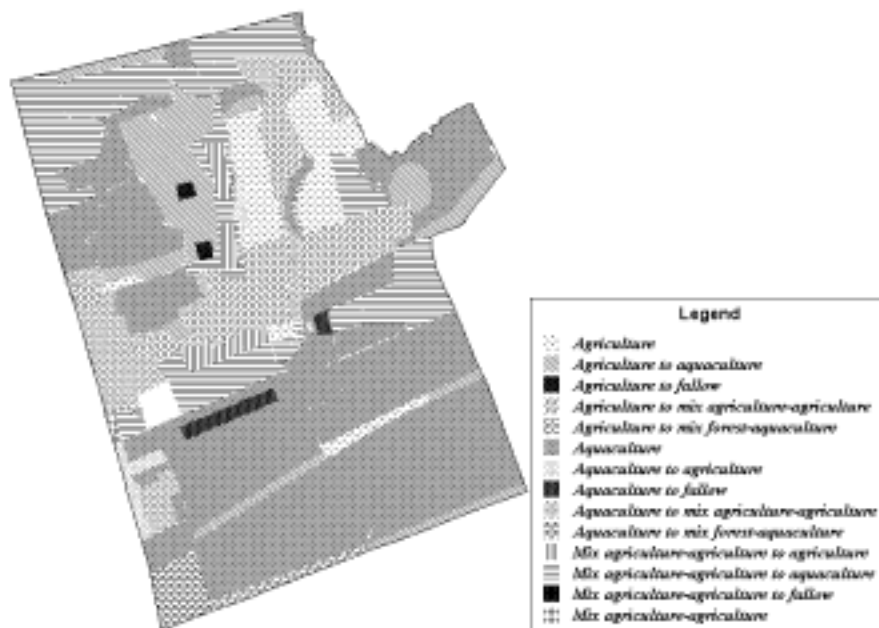 Legend
Agriculture
Agriculture to aquaculture
Agriculture to fallow
Agriculture to mix agriculture-agriculture
Agriculture to mix forest-aquaculture
Aquaculture
Aquaculture to agriculture
Aquaculture to fallow
Aquaculture to mix agriculture-agriculture
Aquaculture to mix forest-aquaculture
Mix agriculture-agriculture to agriculture
Mix agriculture-agriculture to aquaculture
Mix agriculture-agriculture to fallow
Mix agriculture-agriculture